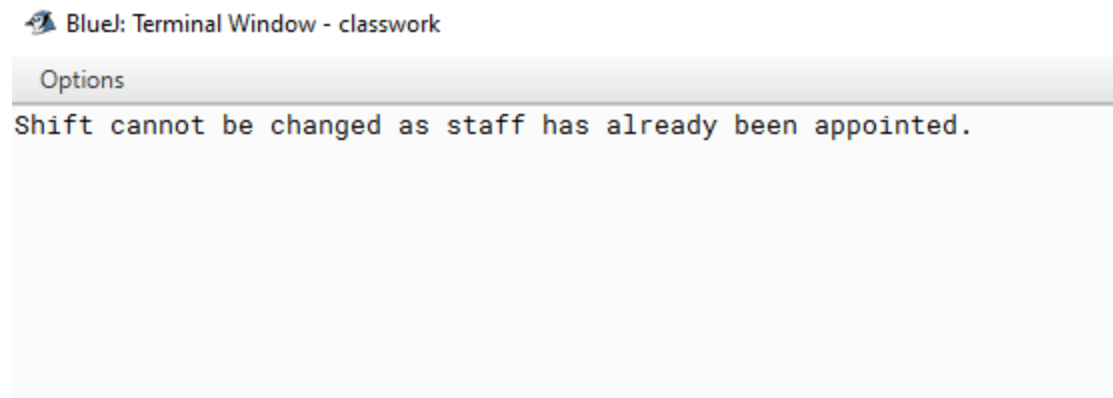 BlueJ: Terminal Window - classwork
Options
Shift cannot be changed as staff has already been appointed.